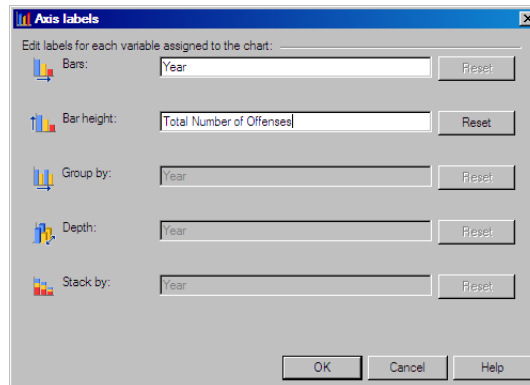 Axis labels
Edit labels for each variable assigned to the chart:
Bars: Year Reset
Bar height: Total Number of Offenses Reset
Group by: Year Reset
Depth: Year Reset
Stack by: Year Reset
OK Cancel Help